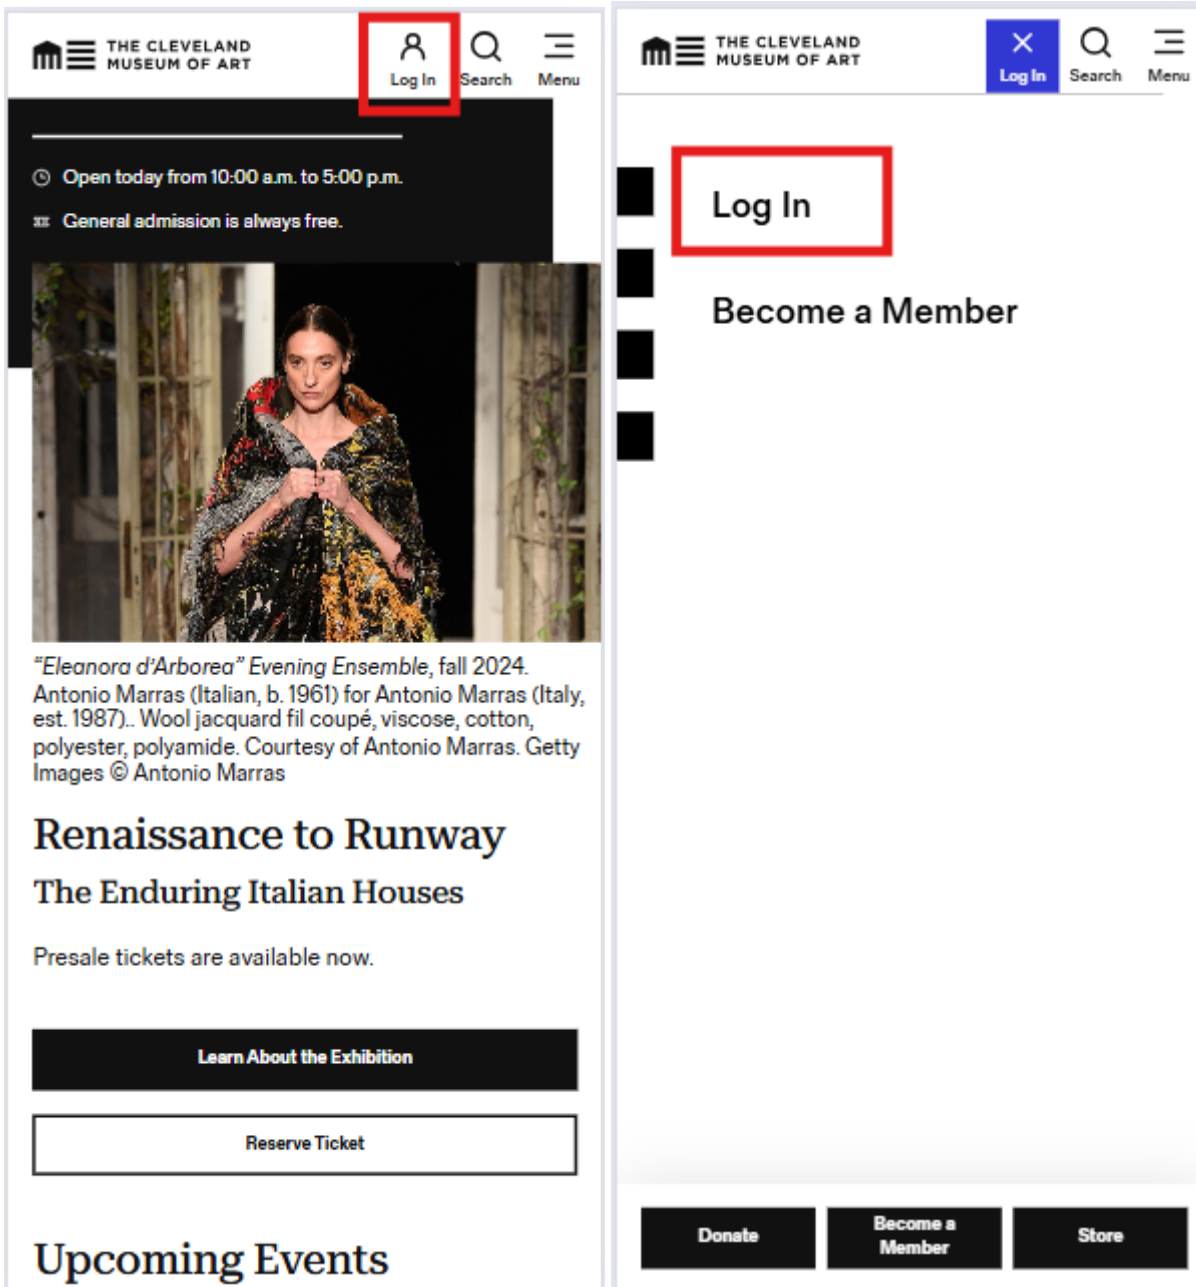 THE CLEVELAND
MUSEUM OF ART
Log In
Search
Menu
Open today from 10:00 a.m. to 5:00 p.m.
General admission is always free.
"Eleanora d'Arborea" Evening Ensemble, fall 2024.
Antonio Marras (Italian, b. 1961) for Antonio Marras (Italy,
est. 1987).. Wool jacquard fil coupé, viscose, cotton,
polyester, polyamide. Courtesy of Antonio Marras. Getty
Images © Antonio Marras
Renaissance to Runway
The Enduring Italian Houses
Presale tickets are available now.
Learn About the Exhibition
Reserve Ticket
Upcoming Events
THE CLEVELAND
MUSEUM OF ART
Log In
Search
Menu
Log In
Become a Member
Donate
Become a
Member
Store